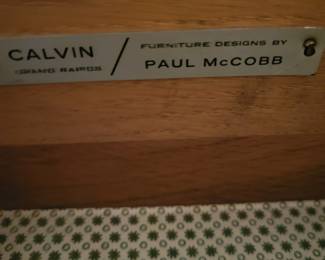 CALVIN
GRAND RAPIDS
FURNITURE DESIGNS BY
PAUL McCOBB